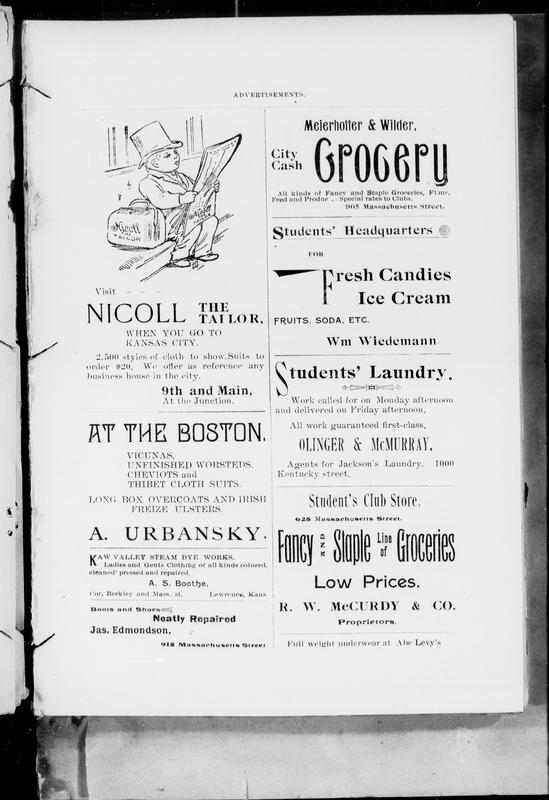 ADVERTISEMENTS.
Nicoll
TAILOR
Visit
NICOLL THE TAILOR,
WHEN YOU GO TO
KANSAS CITY.
2,500 styles of cloth to show. Suits to
order $20. We offer as reference any
business house in the city.
9th and Main,
At the Junction.
AT THE BOSTON.
VICUNAS,
UNFINISHED WORSTEDS,
CHEVIOTS and
THIBET CLOTH SUITS.
LONG BOX OVERCOATS AND IRISH
FREIZE ULSTERS.
A. URBANSKY.
KAW VALLEY STEAM DYE WORKS.
Ladies and Gents Clothing of all kinds colored,
cleaned pressed and repaired.
A. S. Boothe,
Cor. Berkley and Mass. st. Lawrence, Kans
Boots and Shoes
Neatly Repaired
Jas. Edmondson,
915 Massachusetts Street
Meierhoffer & Wilder,
City Cash Grocery
All kinds of Fancy and Staple Groceries, Flour,
Feed and Produce. Special rates to Clubs.
905 Massachusetts Street.
Students' Headquarters
FOR
Fresh Candies
Ice Cream
FRUITS, SODA, ETC.
Wm Wiedemann
Students' Laundry.
Work called for on Monday afternoon
and delivered on Friday afternoon.
All work guaranteed first-class.
OLINGER & McMURRAY,
Agents for Jackson's Laundry. 1000
Kentucky street.
Student's Club Store.
625 Massachusetts Street.
Fancy AND Staple Line of Groceries
Low Prices.
R. W. McCURDY & CO.
Proprietors.
Full weight underwear at Abe Levy's